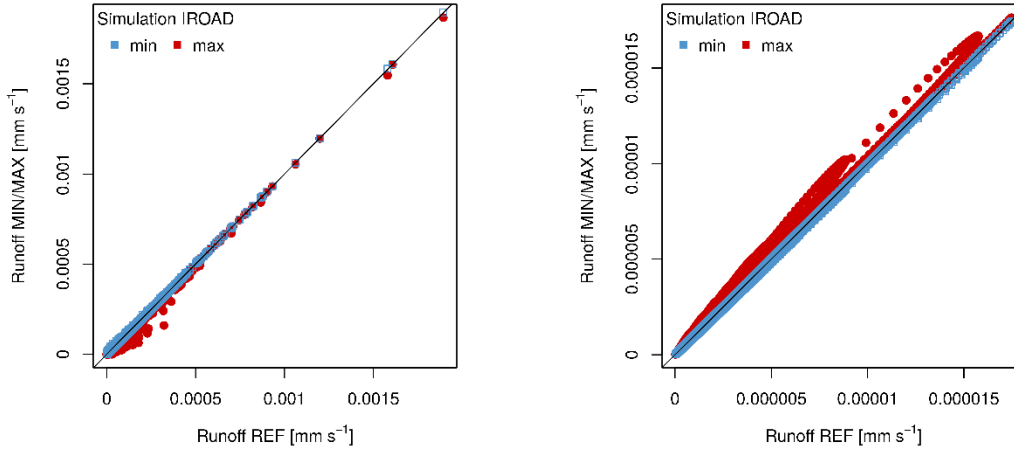 Simulation IROAD
min max
Runoff MIN/MAX [mm s⁻¹]
0.0015
0.001
0.0005
0
0 0.0005 0.001 0.0015
Runoff REF [mm s⁻¹]
Simulation IROAD
min max
Runoff MIN/MAX [mm s⁻¹]
0.000015
0.00001
0.000005
0
0 0.000005 0.00001 0.000015
Runoff REF [mm s⁻¹]